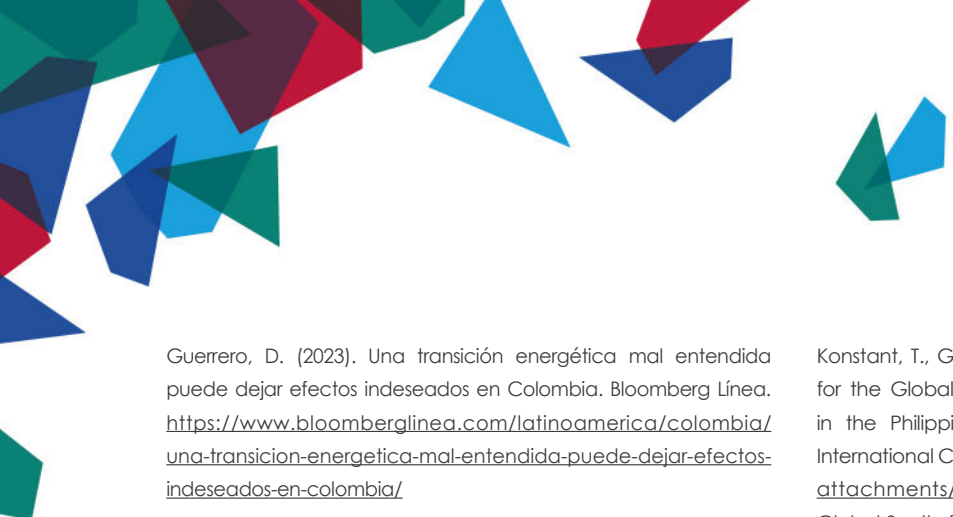 Guerrero, D. (2023). Una transición energética mal entendida
puede dejar efectos indeseados en Colombia. Bloomberg Línea.
https://www.bloomberglinea.com/latinoamerica/colombia/
una-transicion-energetica-mal-entendida-puede-dejar-efectos-
indeseados-en-colombia/
Konstant, T., G
for the Global
in the Philippi
International C
attachments/